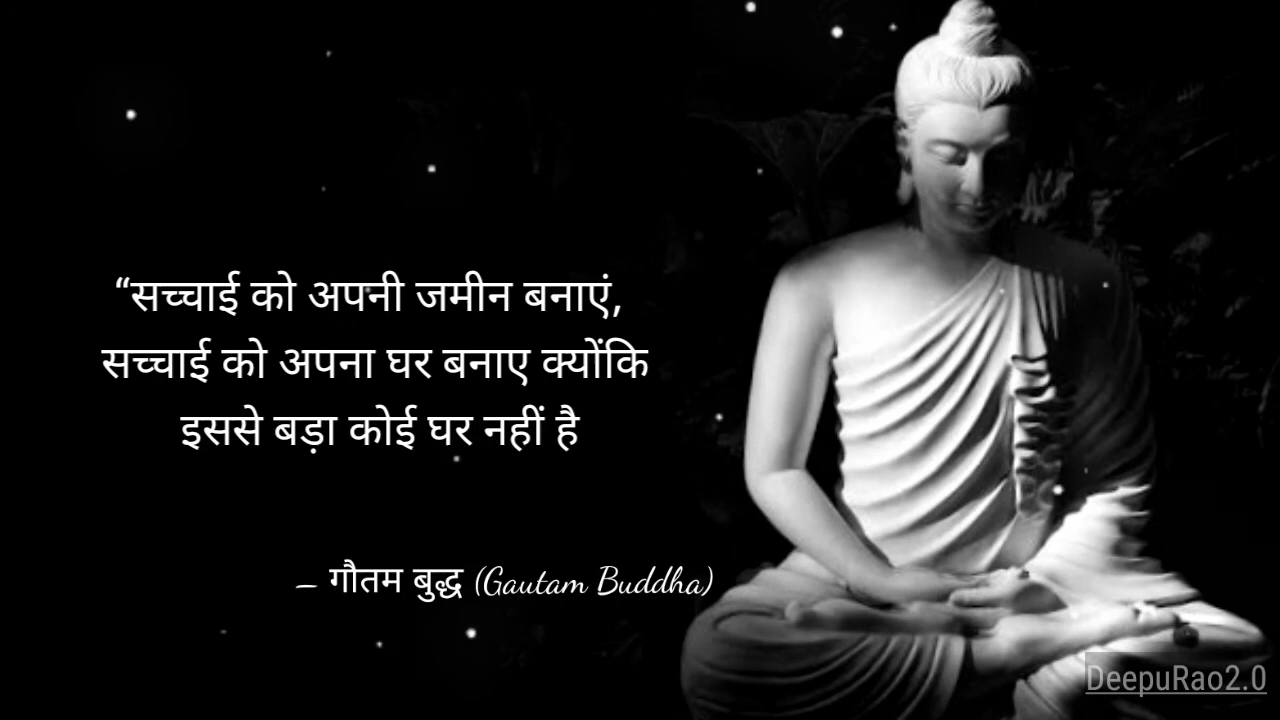 “सच्चाई को अपनी जमीन बनाएं,
सच्चाई को अपना घर बनाए क्योंकि
इससे बड़ा कोई घर नहीं है
– गौतम बुद्ध (Gautam Buddha)
DeepuRao2.0